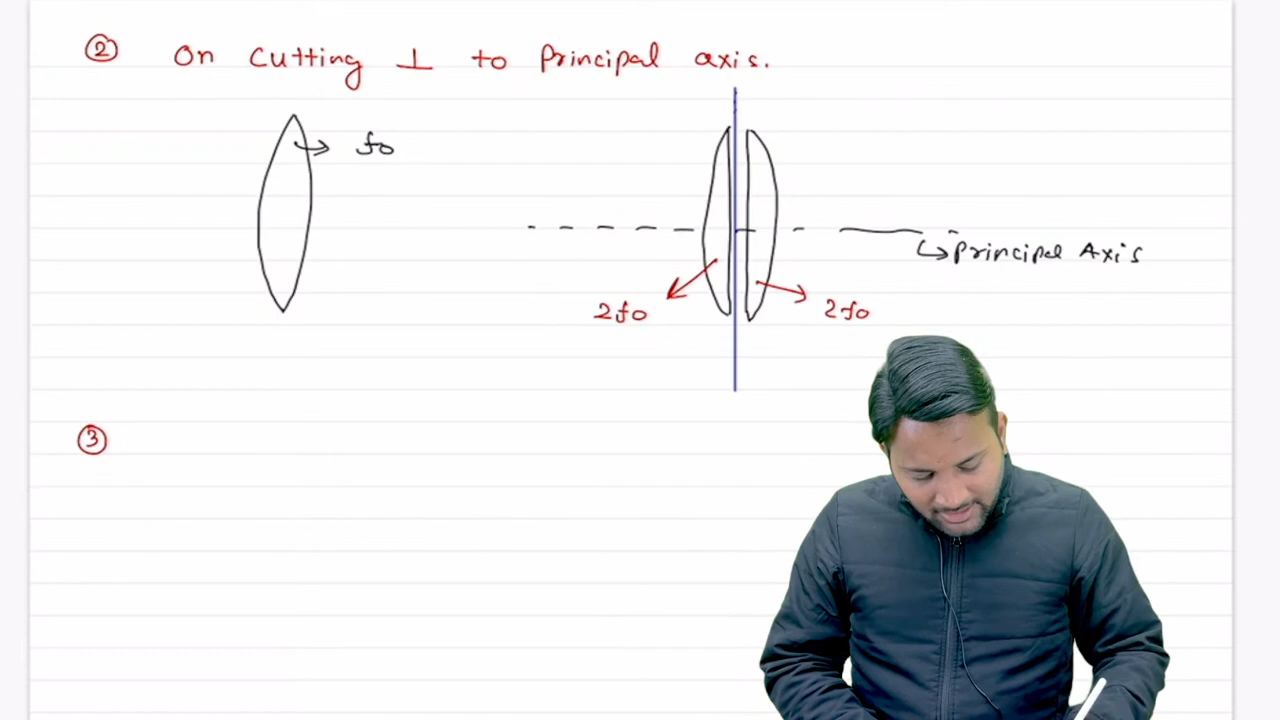 ② On Cutting ⊥ to Principal axis.
fo
Principal Axis
2fo
2fo
③